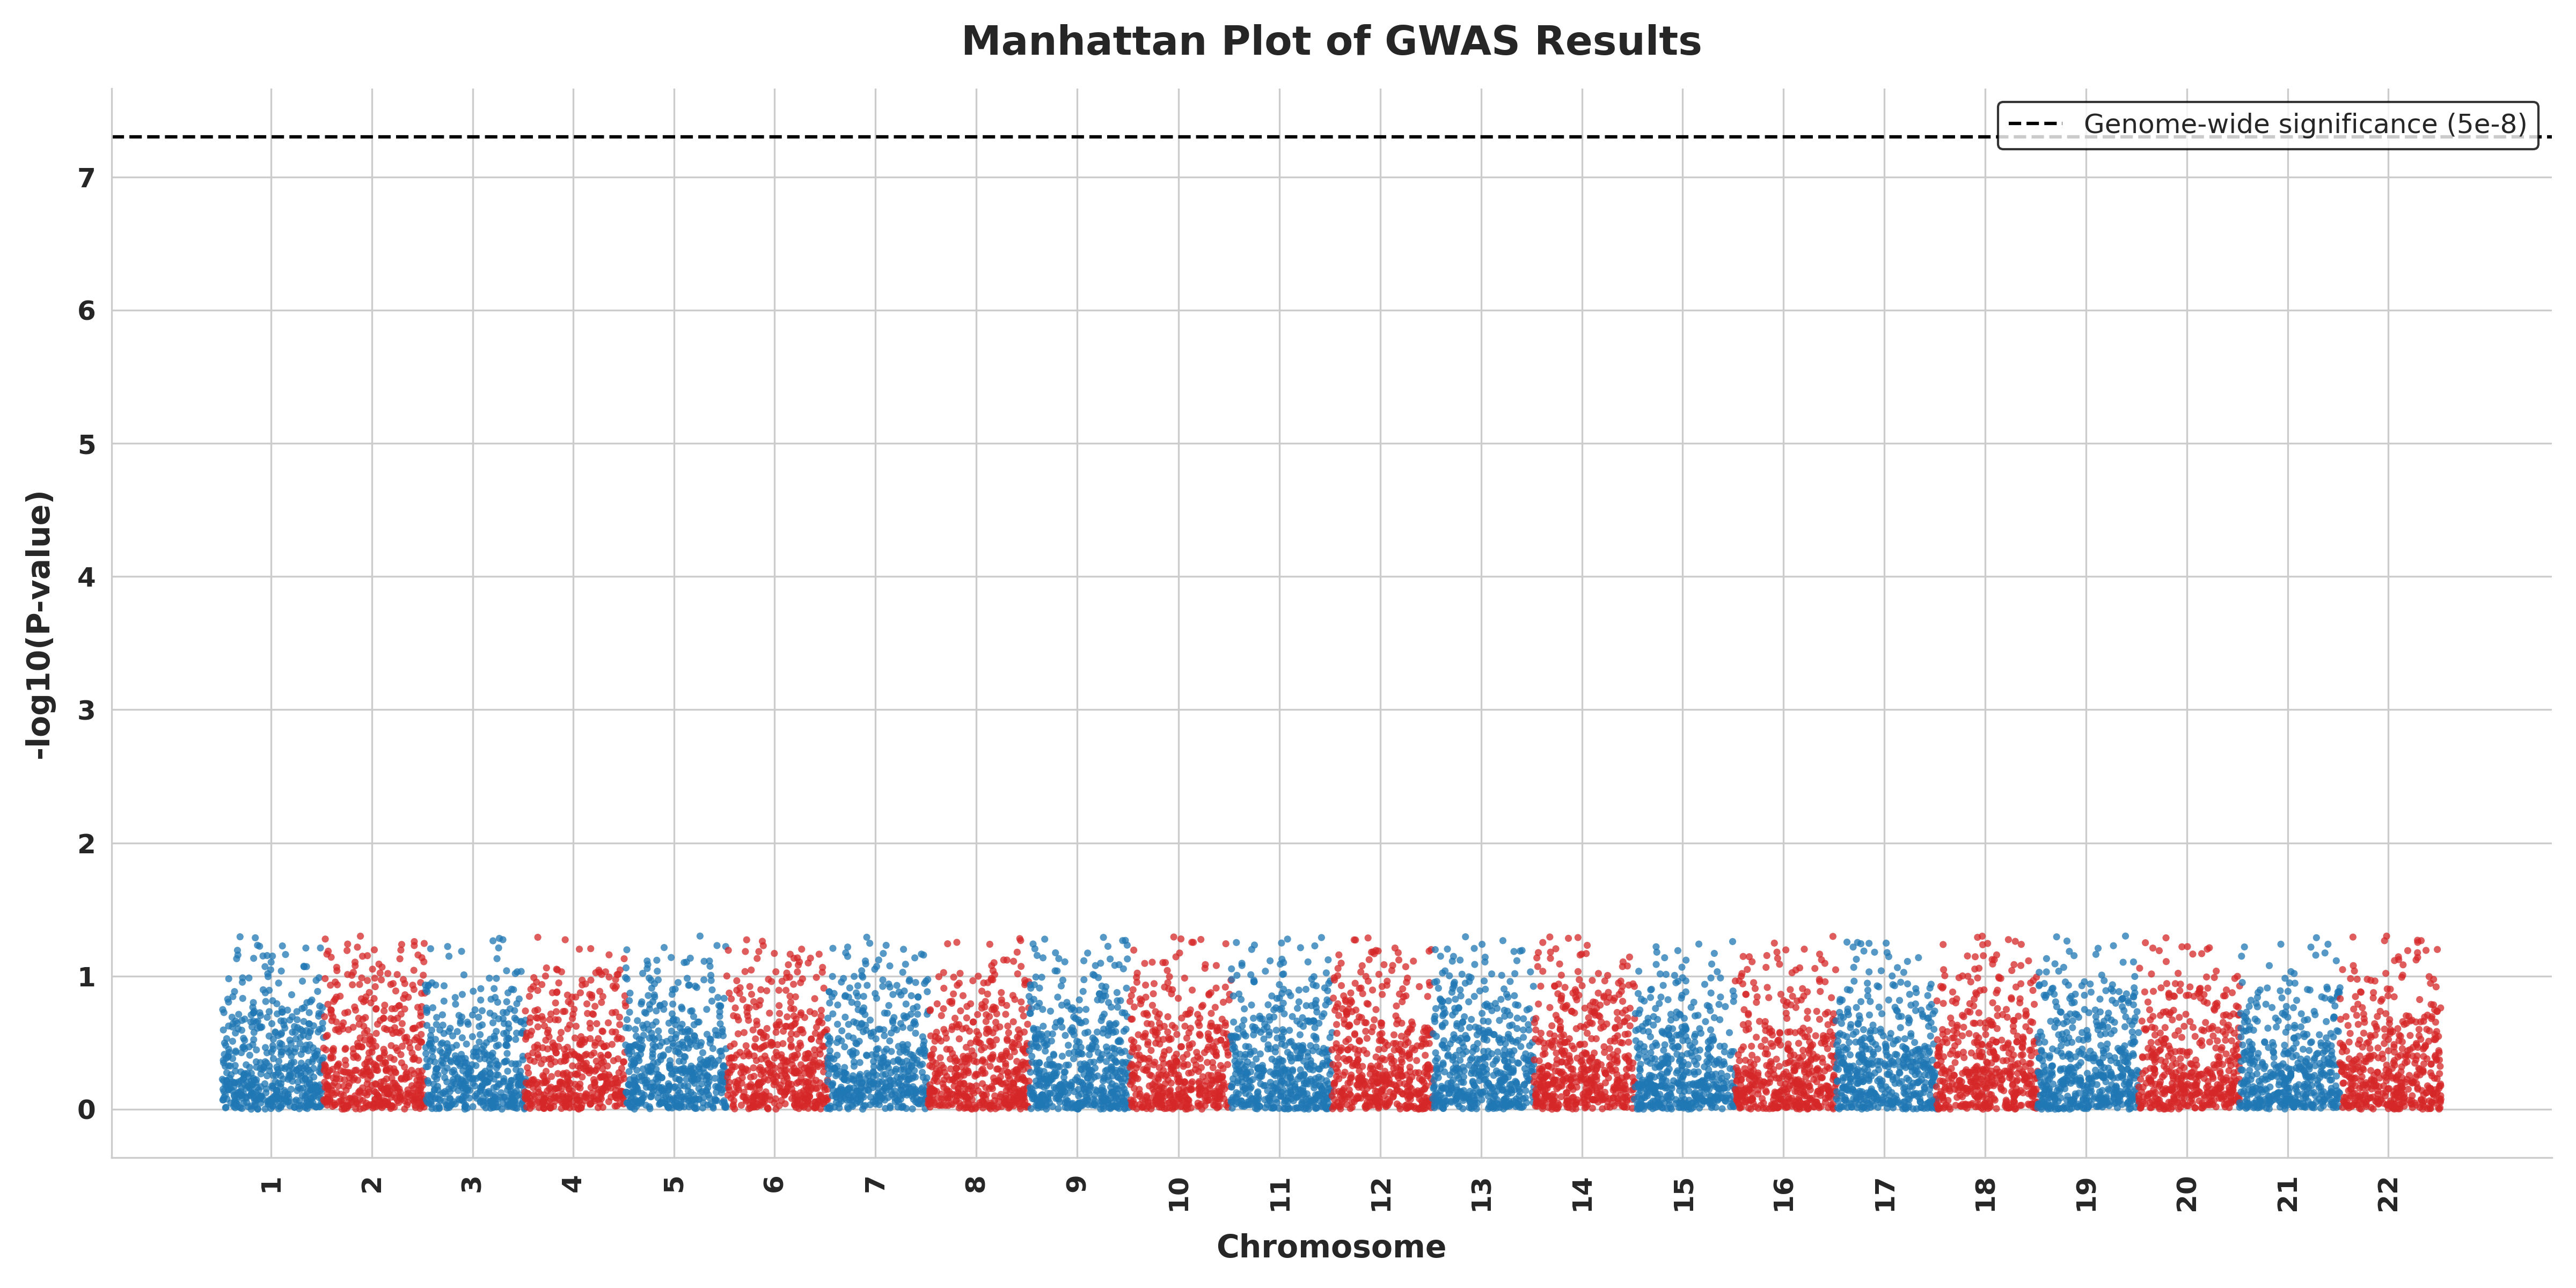 Manhattan Plot of GWAS Results
Genome-wide significance (5e-8)
7
6
5
4
3
2
1
0
-log10(P-value)
1 2 3 4 5 6 7 8 9 10 11 12 13 14 15 16 17 18 19 20 21 22
Chromosome